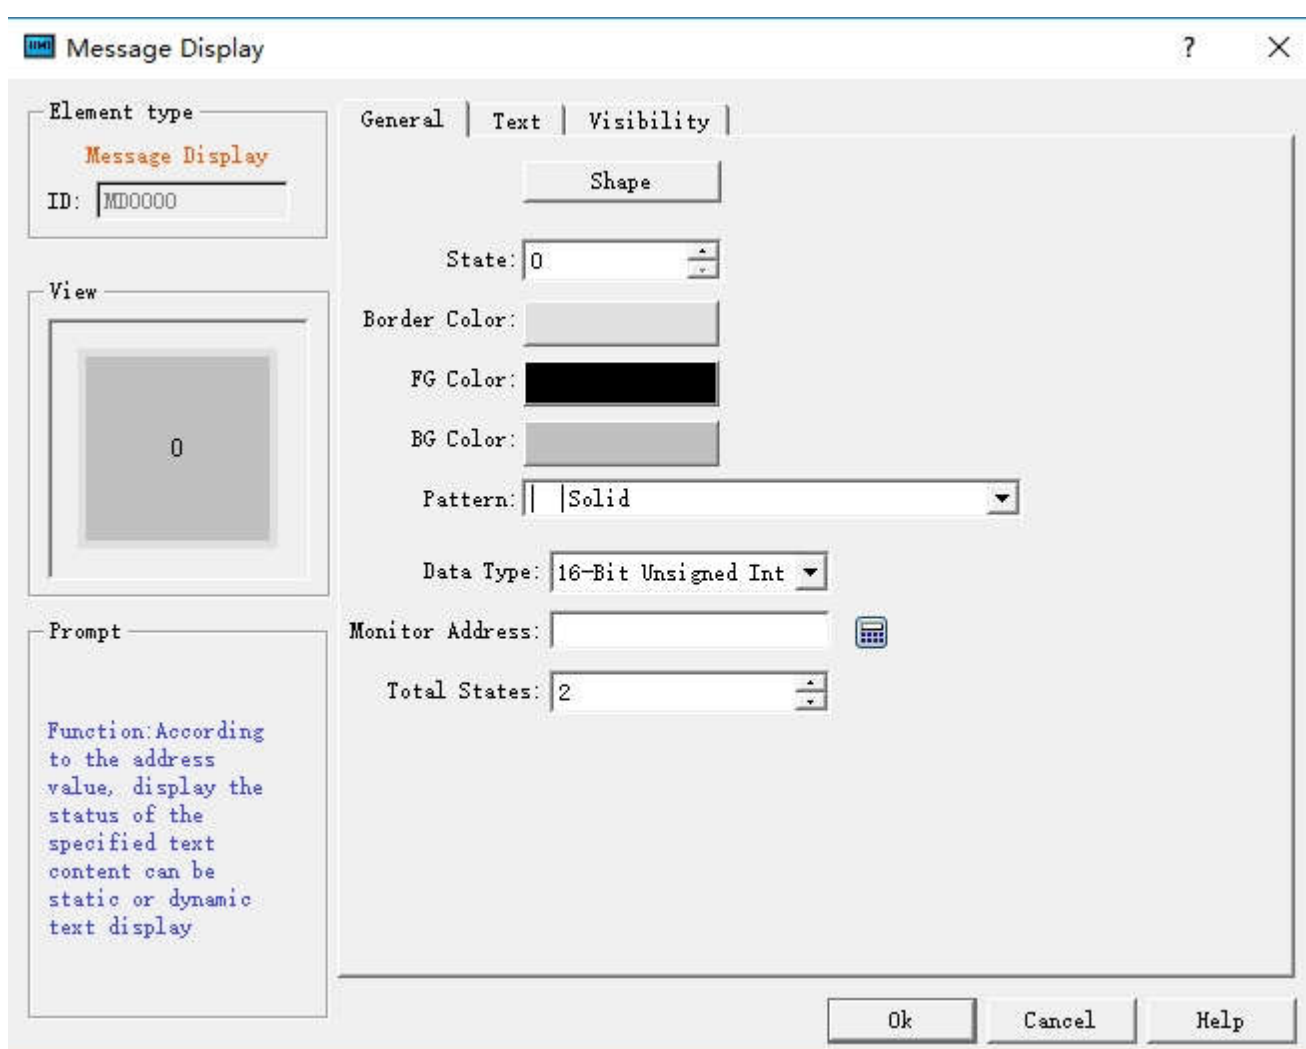 Message Display
?
Element type
Message Display
ID: MD0000
View
0
Prompt
Function:According
to the address
value, display the
status of the
specified text
content can be
static or dynamic
text display
General Text Visibility
Shape
State: 0
Border Color:
FG Color:
BG Color:
Pattern: Solid
Data Type: 16-Bit Unsigned Int
Monitor Address:
Total States: 2
Ok Cancel Help